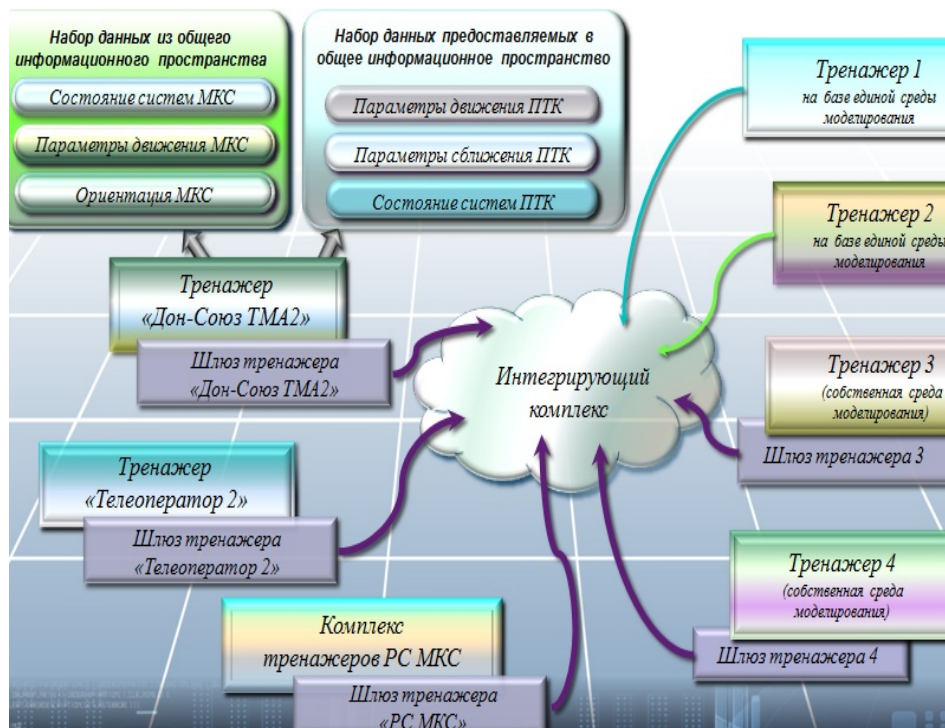 Набор данных из общего
информационного пространства
Состояние систем МКС
Параметры движения МКС
Ориентация МКС
Набор данных предоставляемых в
общее информационное пространство
Параметры движения ПТК
Параметры сближения ПТК
Состояние систем ПТК
Тренажер 1
на базе единой среды
моделирования
Тренажер 2
на базе единой среды
моделирования
Тренажер
«Дон-Союз ТМА2»
Шлюз тренажера
«Дон-Союз ТМА2»
Интегрирующий
комплекс
Тренажер 3
(собственная среда
моделирования)
Шлюз тренажера 3
Тренажер
«Телеоператор 2»
Шлюз тренажера
«Телеоператор 2»
Тренажер 4
(собственная среда
моделирования)
Шлюз тренажера 4
Комплекс
тренажеров РС МКС
Шлюз тренажера
«РС МКС»